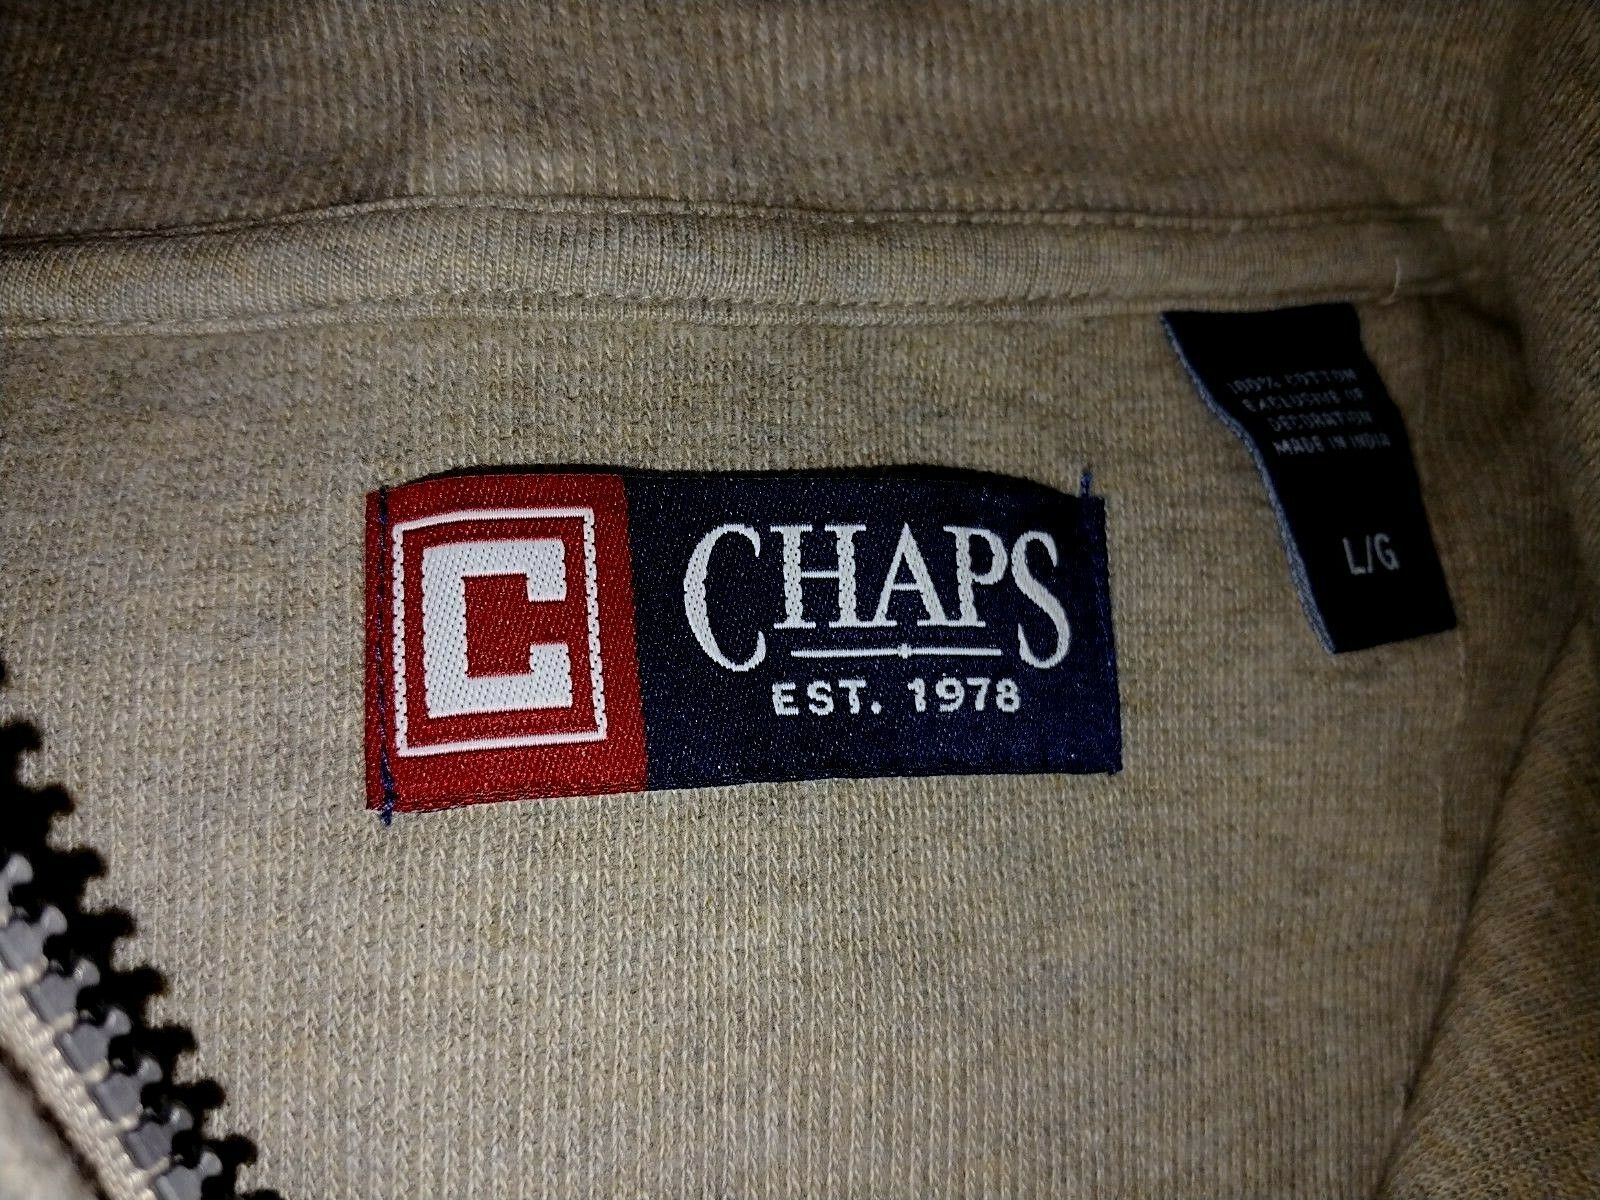 C
CHAPS
EST. 1978
100% COTTON
EXCLUSIVE OF
DECORATION
MADE IN INDIA
L/G